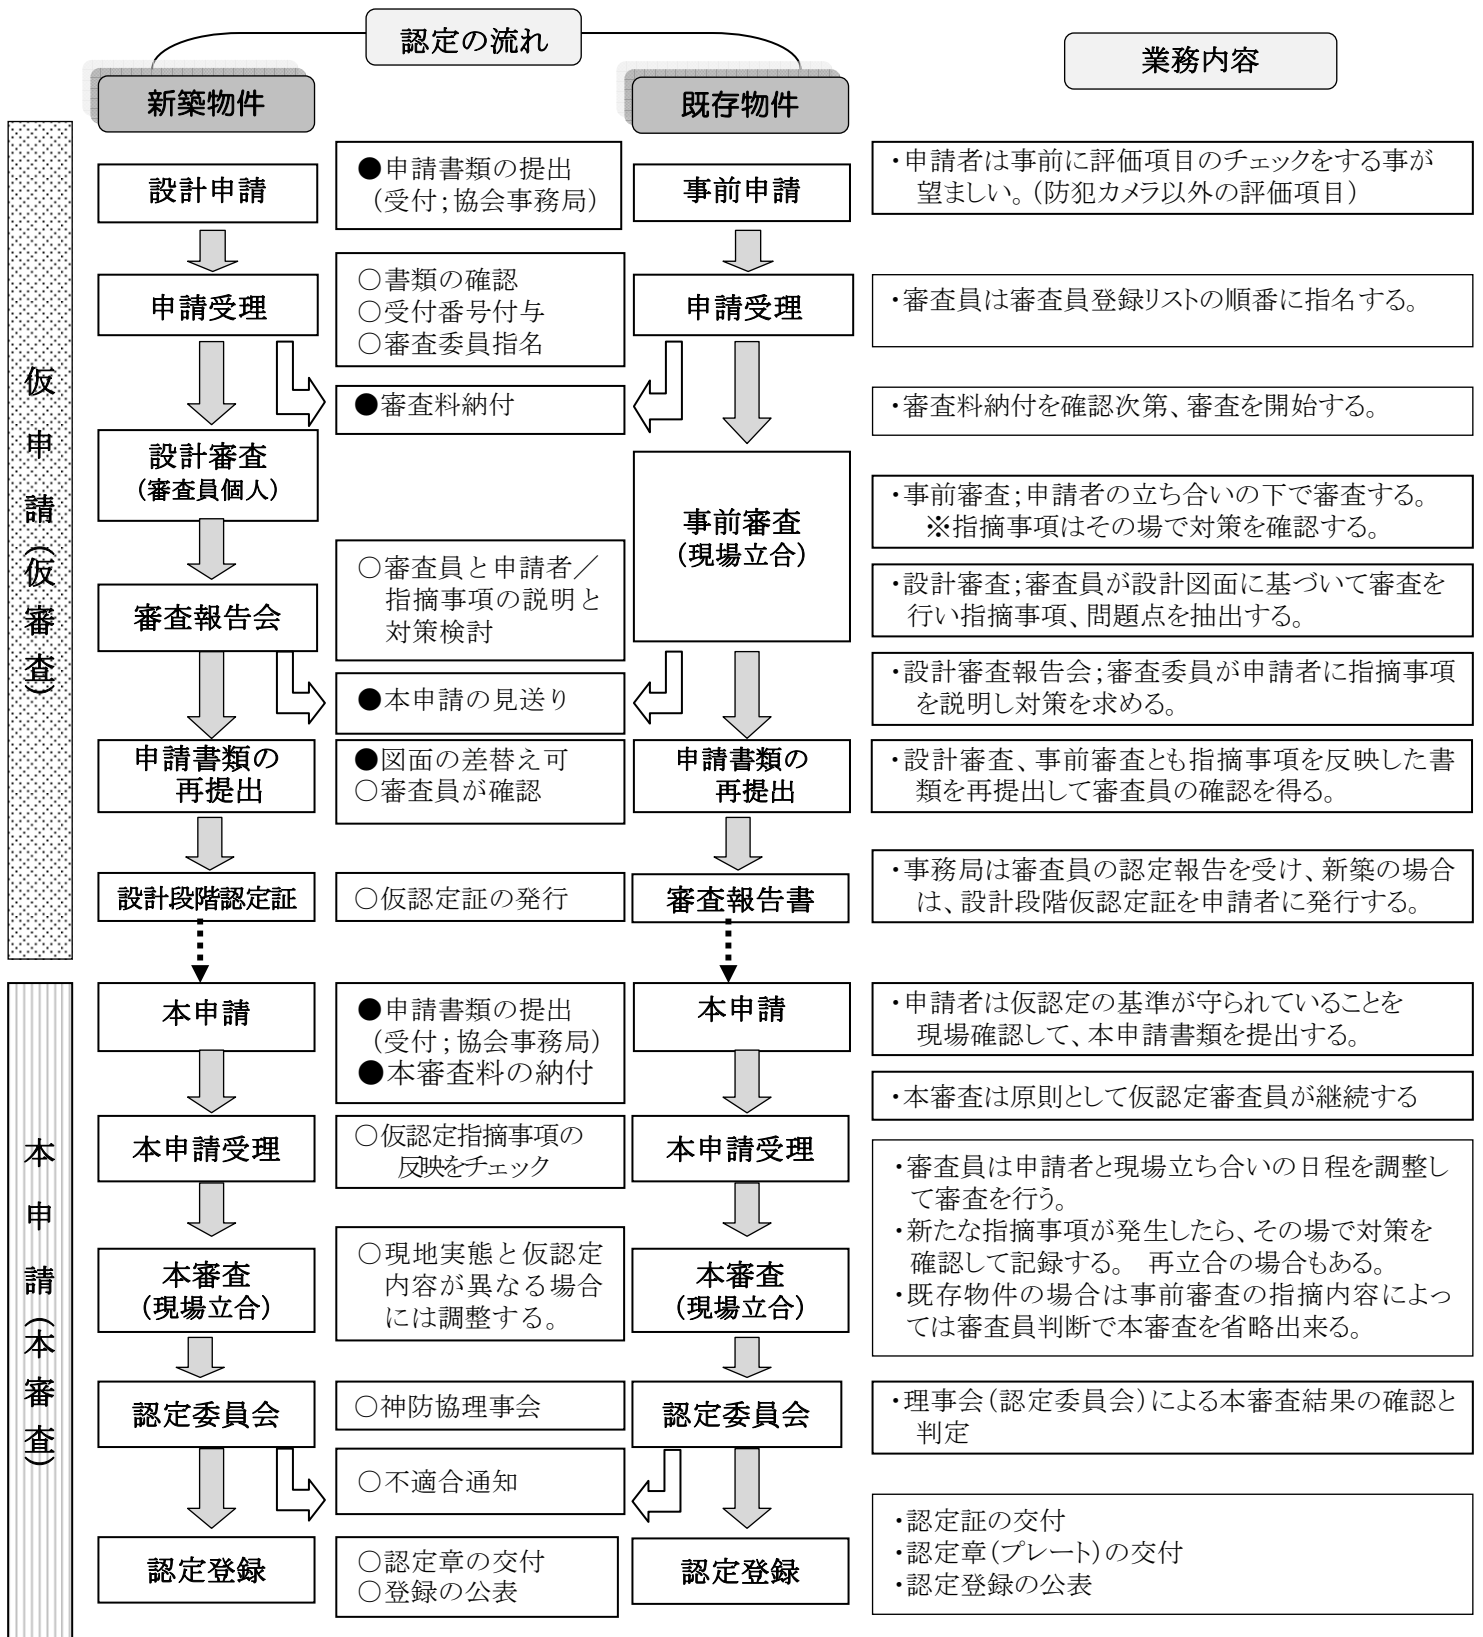 認定の流れ
業務内容
新築物件
既存物件
仮申請(仮審査)
設計申請
●申請書類の提出
(受付;協会事務局)
事前申請
・申請者は事前に評価項目のチェックをする事が
望ましい。(防犯カメラ以外の評価項目)
申請受理
○書類の確認
○受付番号付与
○審査委員指名
申請受理
・審査員は審査員登録リストの順番に指名する。
●審査料納付
・審査料納付を確認次第、審査を開始する。
設計審査
(審査員個人)
事前審査
(現場立合)
・事前審査;申請者の立ち合いの下で審査する。
※指摘事項はその場で対策を確認する。
審査報告会
○審査員と申請者/
指摘事項の説明と
対策検討
・設計審査;審査員が設計図面に基づいて審査を
行い指摘事項、問題点を抽出する。
●本申請の見送り
・設計審査報告会;審査委員が申請者に指摘事項
を説明し対策を求める。
申請書類の
再提出
●図面の差替え可
○審査員が確認
申請書類の
再提出
・設計審査、事前審査とも指摘事項を反映した書
類を再提出して審査員の確認を得る。
設計段階認定証
○仮認定証の発行
審査報告書
・事務局は審査員の認定報告を受け、新築の場合
は、設計段階仮認定証を申請者に発行する。
本申請(本審査)
本申請
●申請書類の提出
(受付;協会事務局)
●本審査料の納付
本申請
・申請者は仮認定の基準が守られていることを
現場確認して、本申請書類を提出する。
・本審査は原則として仮認定審査員が継続する
本申請受理
○仮認定指摘事項の
反映をチェック
本申請受理
・審査員は申請者と現場立ち合いの日程を調整し
て審査を行う。
・新たな指摘事項が発生したら、その場で対策を
確認して記録する。 再立合の場合もある。
・既存物件の場合は事前審査の指摘内容によっ
ては審査員判断で本審査を省略出来る。
本審査
(現場立合)
○現地実態と仮認定
内容が異なる場合
には調整する。
本審査
(現場立合)
認定委員会
○神防協理事会
認定委員会
・理事会(認定委員会)による本審査結果の確認と
判定
○不適合通知
認定登録
○認定章の交付
○登録の公表
認定登録
・認定証の交付
・認定章(プレート)の交付
・認定登録の公表